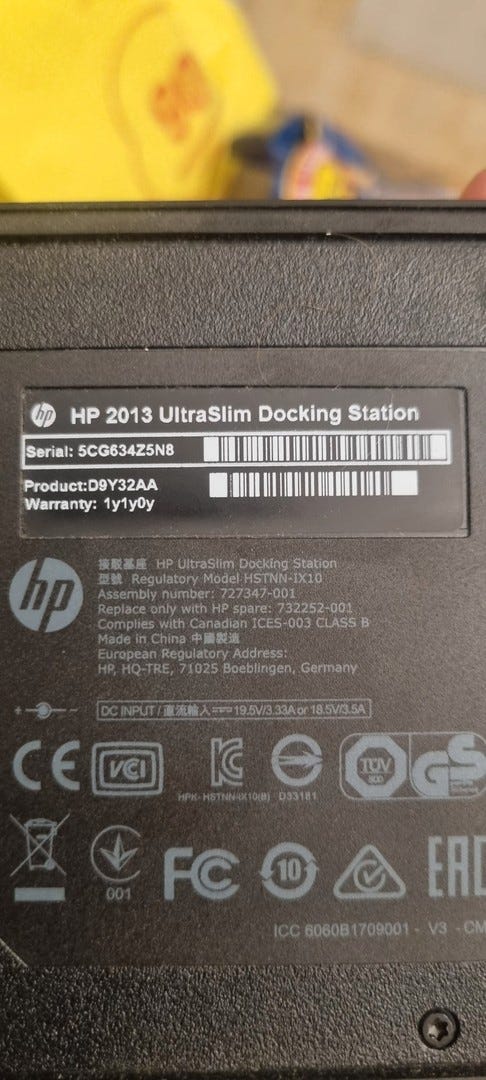 hp HP 2013 UltraSlim Docking Station
Serial: 5CG634Z5N8
Product:D9Y32AA
Warranty: 1y1y0y
hp
接駁基座 HP UltraSlim Docking Station
型號 Regulatory Model HSTNN-IX10
Assembly number: 727347-001
Replace only with HP spare: 732252-001
Complies with Canadian ICES-003 CLASS B
Made in China 中國製造
European Regulatory Address:
HP, HQ-TRE, 71025 Boeblingen, Germany
DC INPUT / 直流輸入 19.5V/3.33A or 18.5V/3.5A
CE VCI KC TÜV GS
HPK- HSTNN-IX10(B) D33181
001 FC 10 EAC
ICC 6060B1709001 - V3 - CM